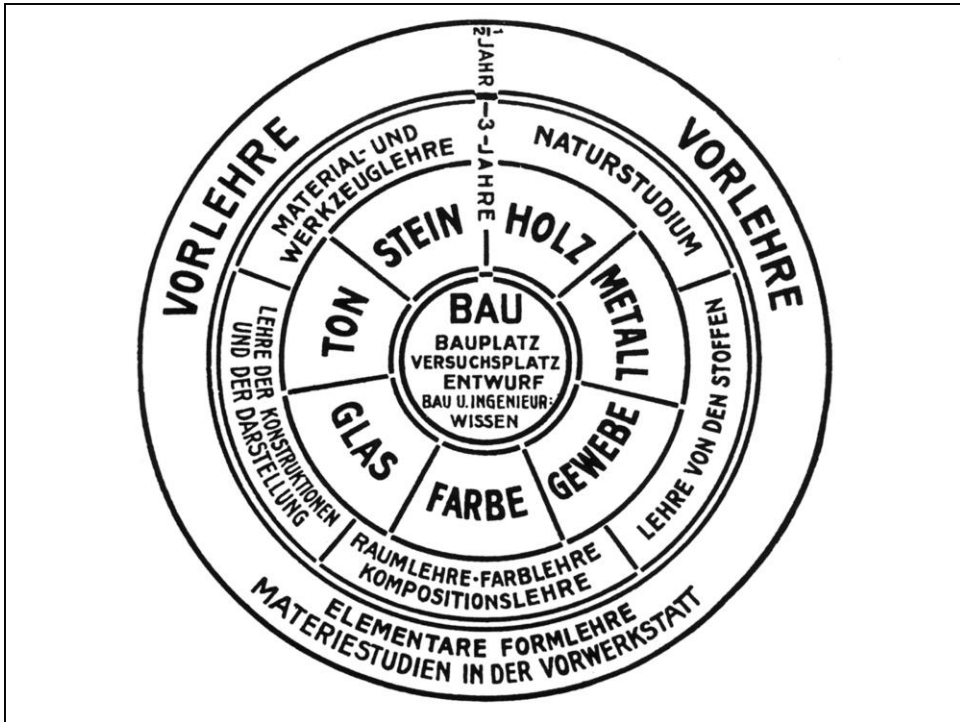 1/2 JAHR
VORLEHRE
VORLEHRE
ELEMENTARE FORMLEHRE
MATERIESTUDIEN IN DER VORWERKSTATT
3-JAHRE
MATERIAL- UND
WERKZEUGLEHRE
NATURSTUDIUM
LEHRE VON DEN STOFFEN
RAUMLEHRE·FARBLEHRE
KOMPOSITIONSLEHRE
LEHRE DER KONSTRUKTIONEN
UND DER DARSTELLUNG
STEIN
HOLZ
METALL
GEWEBE
FARBE
GLAS
TON
BAU
BAUPLATZ
VERSUCHSPLATZ
ENTWURF
BAU U. INGENIEUR:
WISSEN